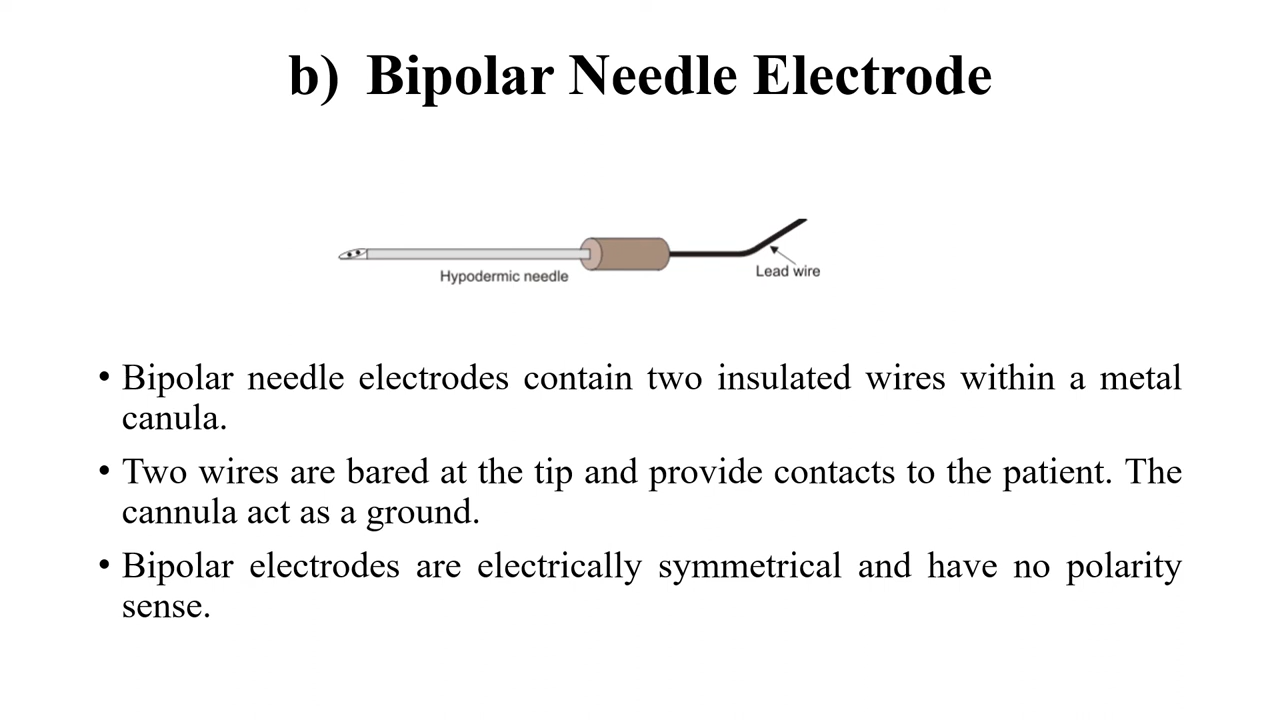 b) Bipolar Needle Electrode
Hypodermic needle
Lead wire
• Bipolar needle electrodes contain two insulated wires within a metal
canula.
• Two wires are bared at the tip and provide contacts to the patient. The
cannula act as a ground.
• Bipolar electrodes are electrically symmetrical and have no polarity
sense.